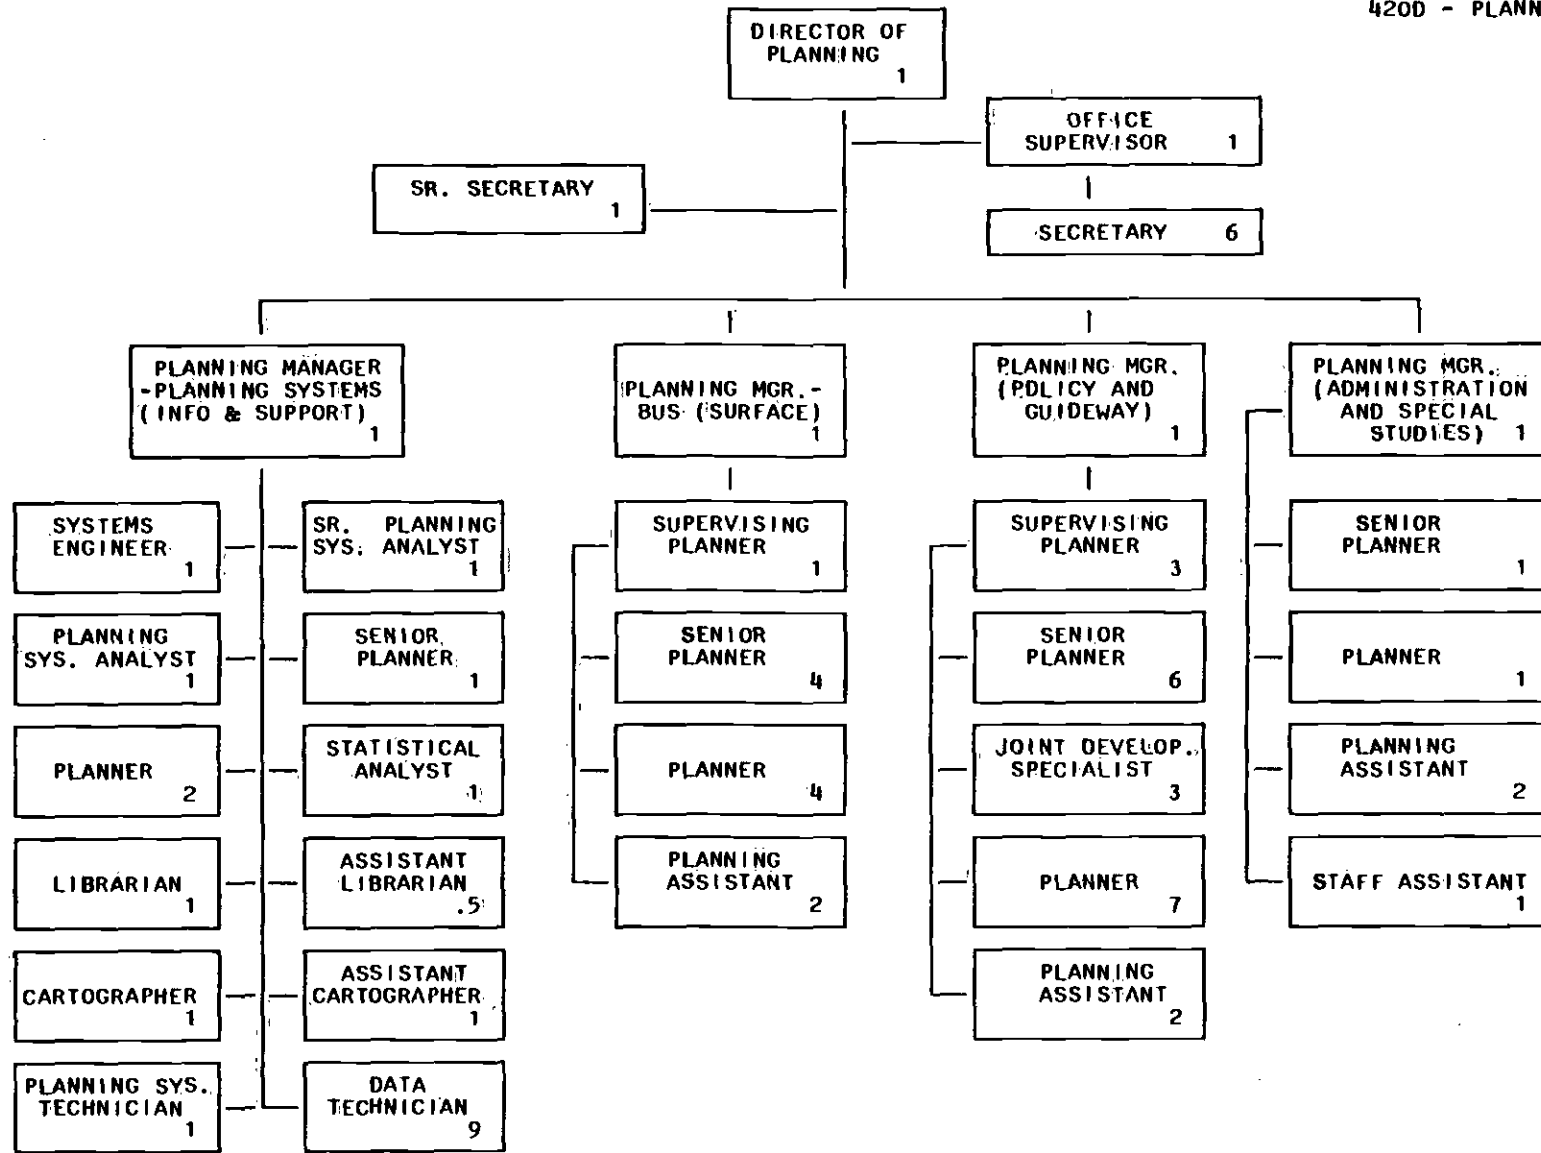 420D - PLANN
DIRECTOR OF
PLANNING
1
OFFICE
SUPERVISOR 1
SR. SECRETARY
1
SECRETARY 6
PLANNING MANAGER
-PLANNING SYSTEMS
(INFO & SUPPORT)
1
PLANNING MGR.-
BUS (SURFACE)
1
PLANNING MGR.
(POLICY AND
GUIDEWAY)
1
PLANNING MGR.
(ADMINISTRATION
AND SPECIAL
STUDIES) 1
SYSTEMS
ENGINEER
1
SR. PLANNING
SYS. ANALYST
1
SUPERVISING
PLANNER
1
SUPERVISING
PLANNER
3
SENIOR
PLANNER
1
PLANNING
SYS. ANALYST
1
SENIOR
PLANNER
1
SENIOR
PLANNER
4
SENIOR
PLANNER
6
PLANNER
1
PLANNER
2
STATISTICAL
ANALYST
1
PLANNER
4
JOINT DEVELOP.
SPECIALIST
3
PLANNING
ASSISTANT
2
LIBRARIAN
1
ASSISTANT
LIBRARIAN
.5
PLANNING
ASSISTANT
2
PLANNER
7
STAFF ASSISTANT
1
CARTOGRAPHER
1
ASSISTANT
CARTOGRAPHER
1
PLANNING
ASSISTANT
2
PLANNING SYS.
TECHNICIAN
1
DATA
TECHNICIAN
9